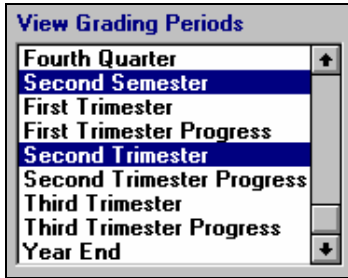 View Grading Periods
Fourth Quarter
Second Semester
First Trimester
First Trimester Progress
Second Trimester
Second Trimester Progress
Third Trimester
Third Trimester Progress
Year End